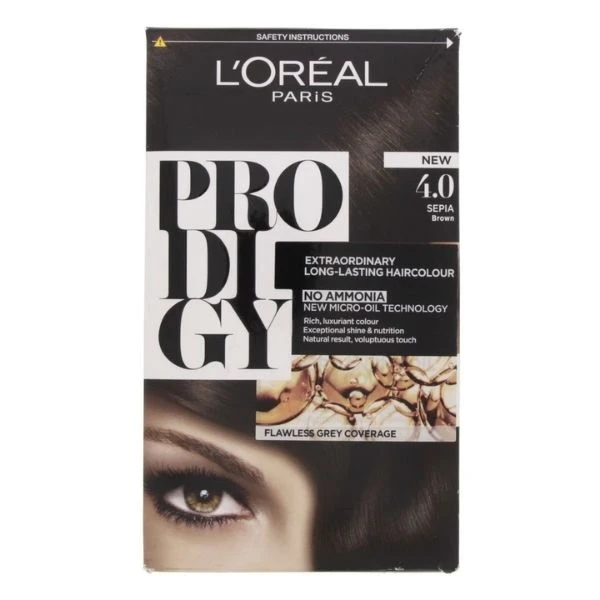 SAFETY INSTRUCTIONS
L'ORÉAL
PARIS
NEW
4.0
SEPIA
Brown
PRO
DI
GY
EXTRAORDINARY
LONG-LASTING HAIRCOLOUR
NO AMMONIA
NEW MICRO-OIL TECHNOLOGY
Rich, luxuriant colour
Exceptional shine & nutrition
Natural result, voluptuous touch
FLAWLESS GREY COVERAGE